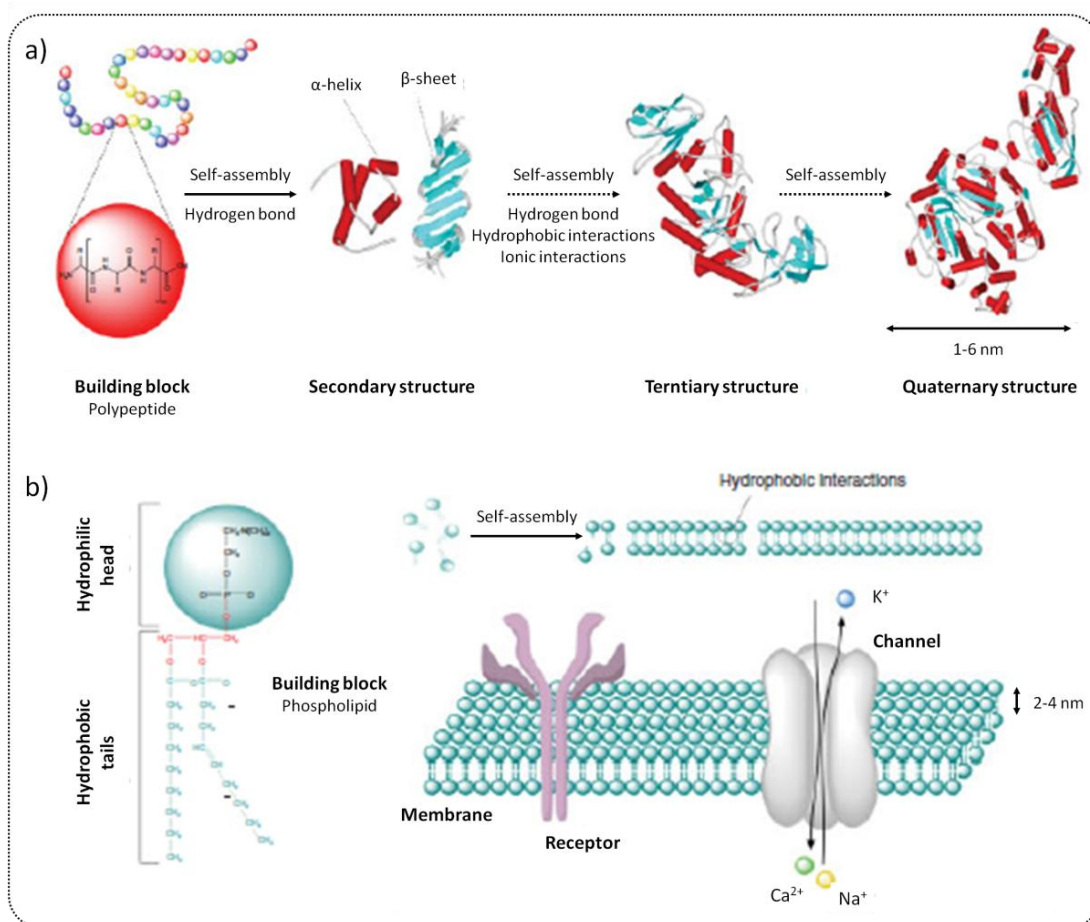 a)
α-helix
β-sheet
Self-assembly
Hydrogen bond
Self-assembly
Hydrogen bond
Hydrophobic interactions
Ionic interactions
Self-assembly
1-6 nm
Building block
Polypeptide
Secondary structure
Terntiary structure
Quaternary structure
b)
Hydrophilic
head
Hydrophobic
tails
Building block
Phospholipid
Self-assembly
Hydrophobic Interactions
K⁺
Channel
2-4 nm
Membrane
Receptor
Ca²⁺
Na⁺